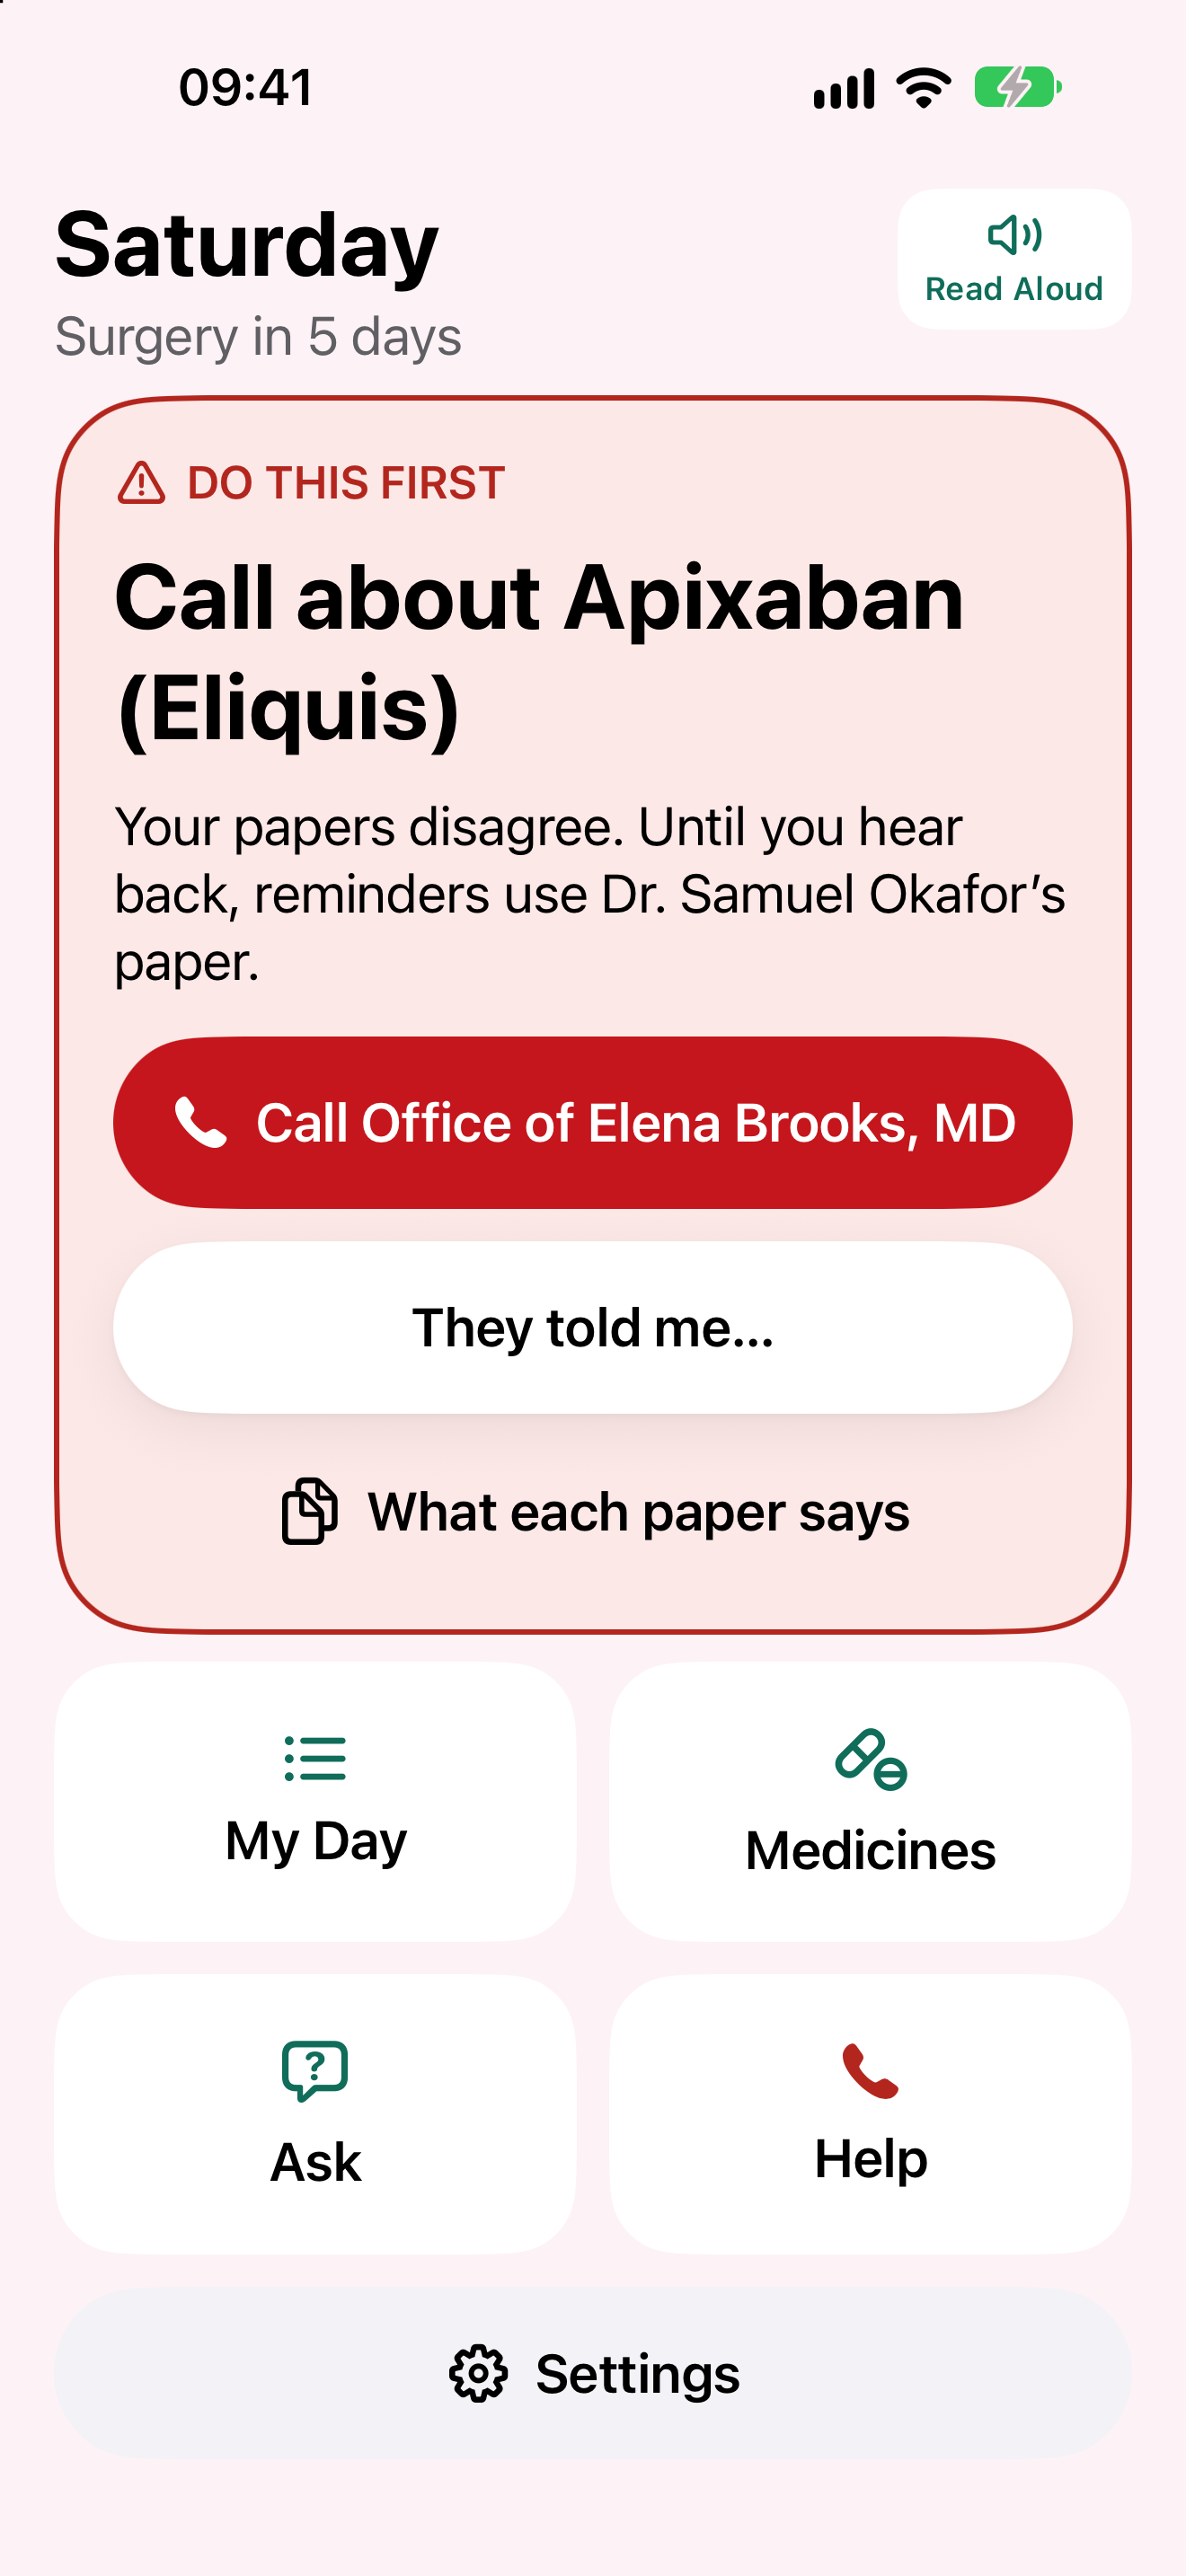 09:41
Saturday
Read Aloud
Surgery in 5 days
DO THIS FIRST
Call about Apixaban
(Eliquis)
Your papers disagree. Until you hear
back, reminders use Dr. Samuel Okafor’s
paper.
Call Office of Elena Brooks, MD
They told me...
What each paper says
My Day
Medicines
Ask
Help
Settings